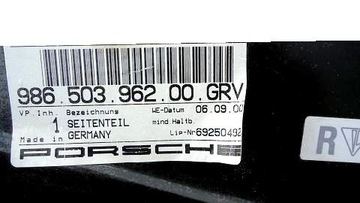 986.503.962.00.GRV
VP. Inh. Bezeichnung WE-Datum 06.09.00
1 SEITENTEIL mind.Haltb.
Made in GERMANY Lip-Nr 69250492
PORSCHE
R